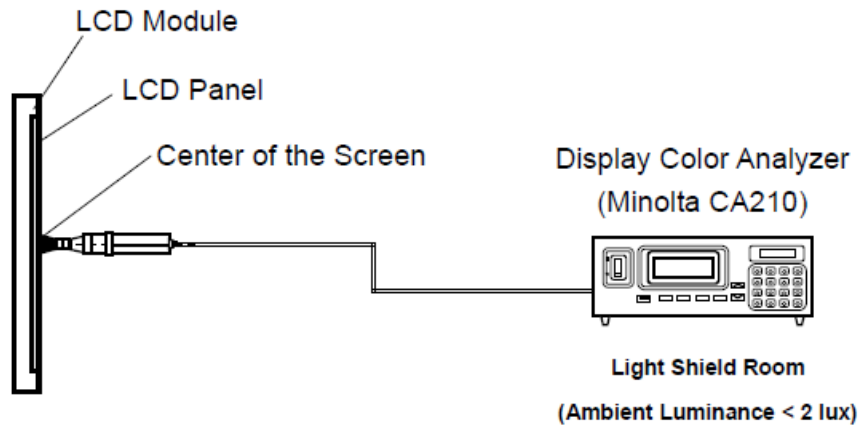 LCD Module
LCD Panel
Center of the Screen
Display Color Analyzer
(Minolta CA210)
Light Shield Room
(Ambient Luminance < 2 lux)